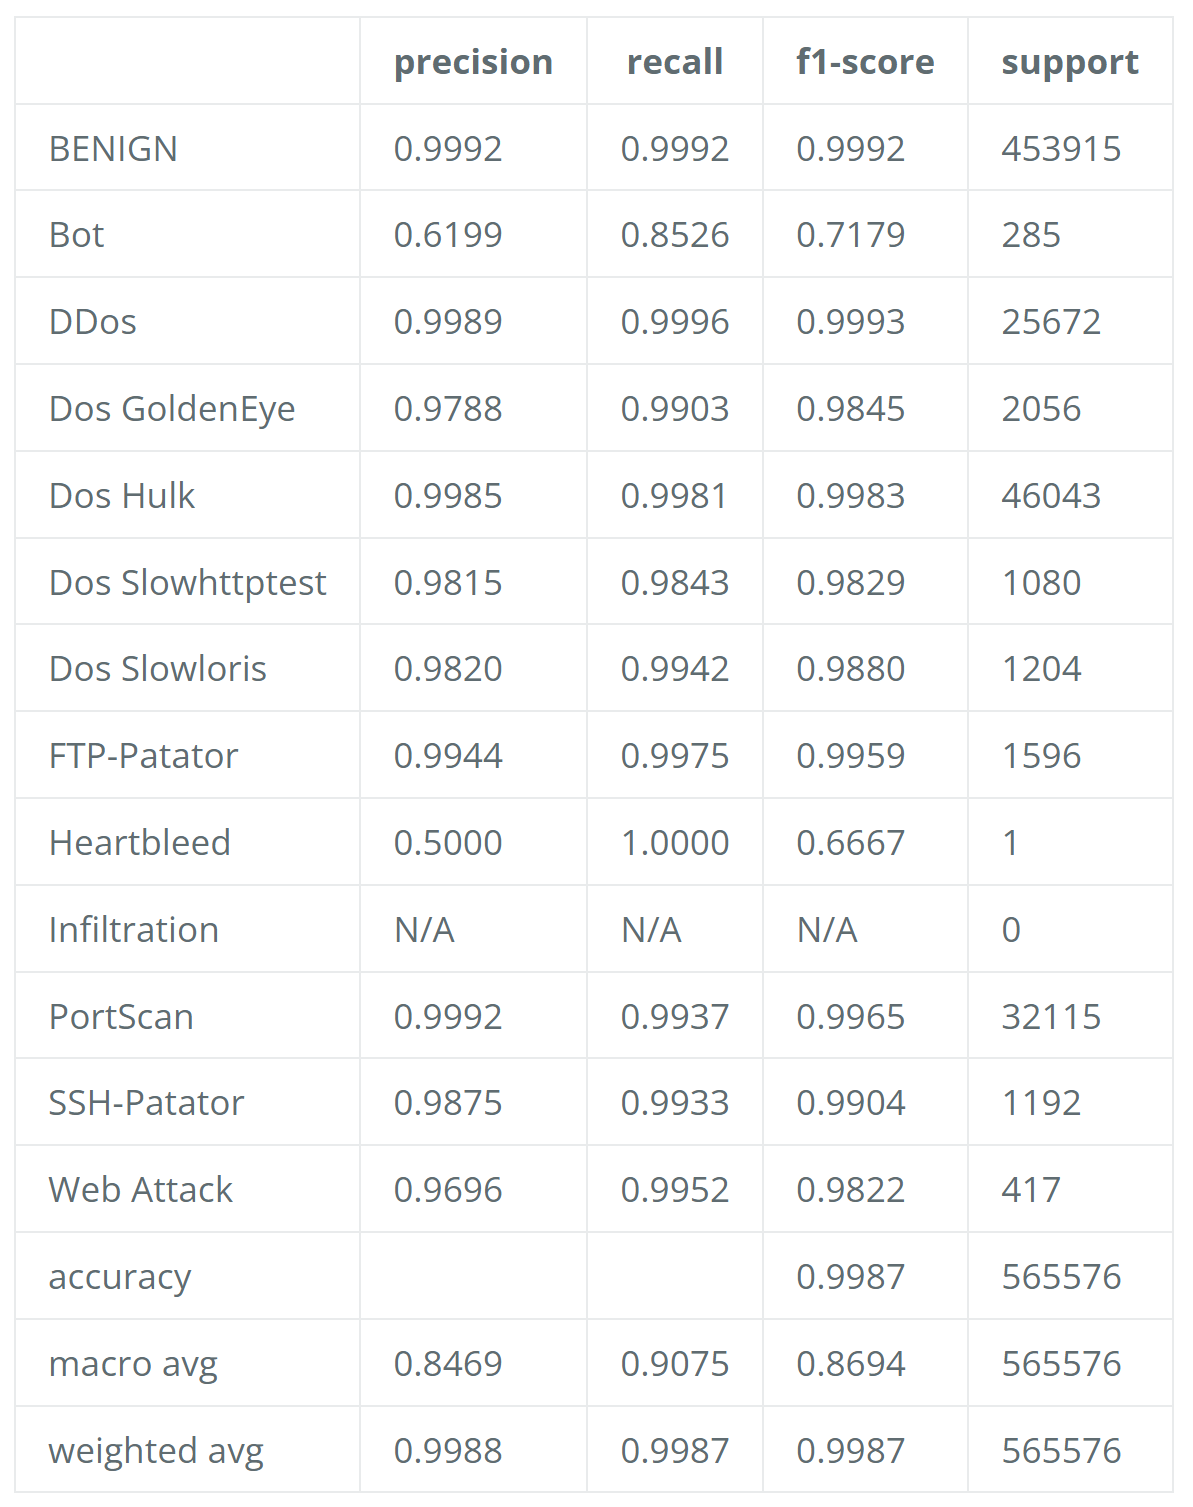 precision recall f1-score support
BENIGN 0.9992 0.9992 0.9992 453915
Bot 0.6199 0.8526 0.7179 285
DDos 0.9989 0.9996 0.9993 25672
Dos GoldenEye 0.9788 0.9903 0.9845 2056
Dos Hulk 0.9985 0.9981 0.9983 46043
Dos Slowhttptest 0.9815 0.9843 0.9829 1080
Dos Slowloris 0.9820 0.9942 0.9880 1204
FTP-Patator 0.9944 0.9975 0.9959 1596
Heartbleed 0.5000 1.0000 0.6667 1
Infiltration N/A N/A N/A 0
PortScan 0.9992 0.9937 0.9965 32115
SSH-Patator 0.9875 0.9933 0.9904 1192
Web Attack 0.9696 0.9952 0.9822 417
accuracy 0.9987 565576
macro avg 0.8469 0.9075 0.8694 565576
weighted avg 0.9988 0.9987 0.9987 565576